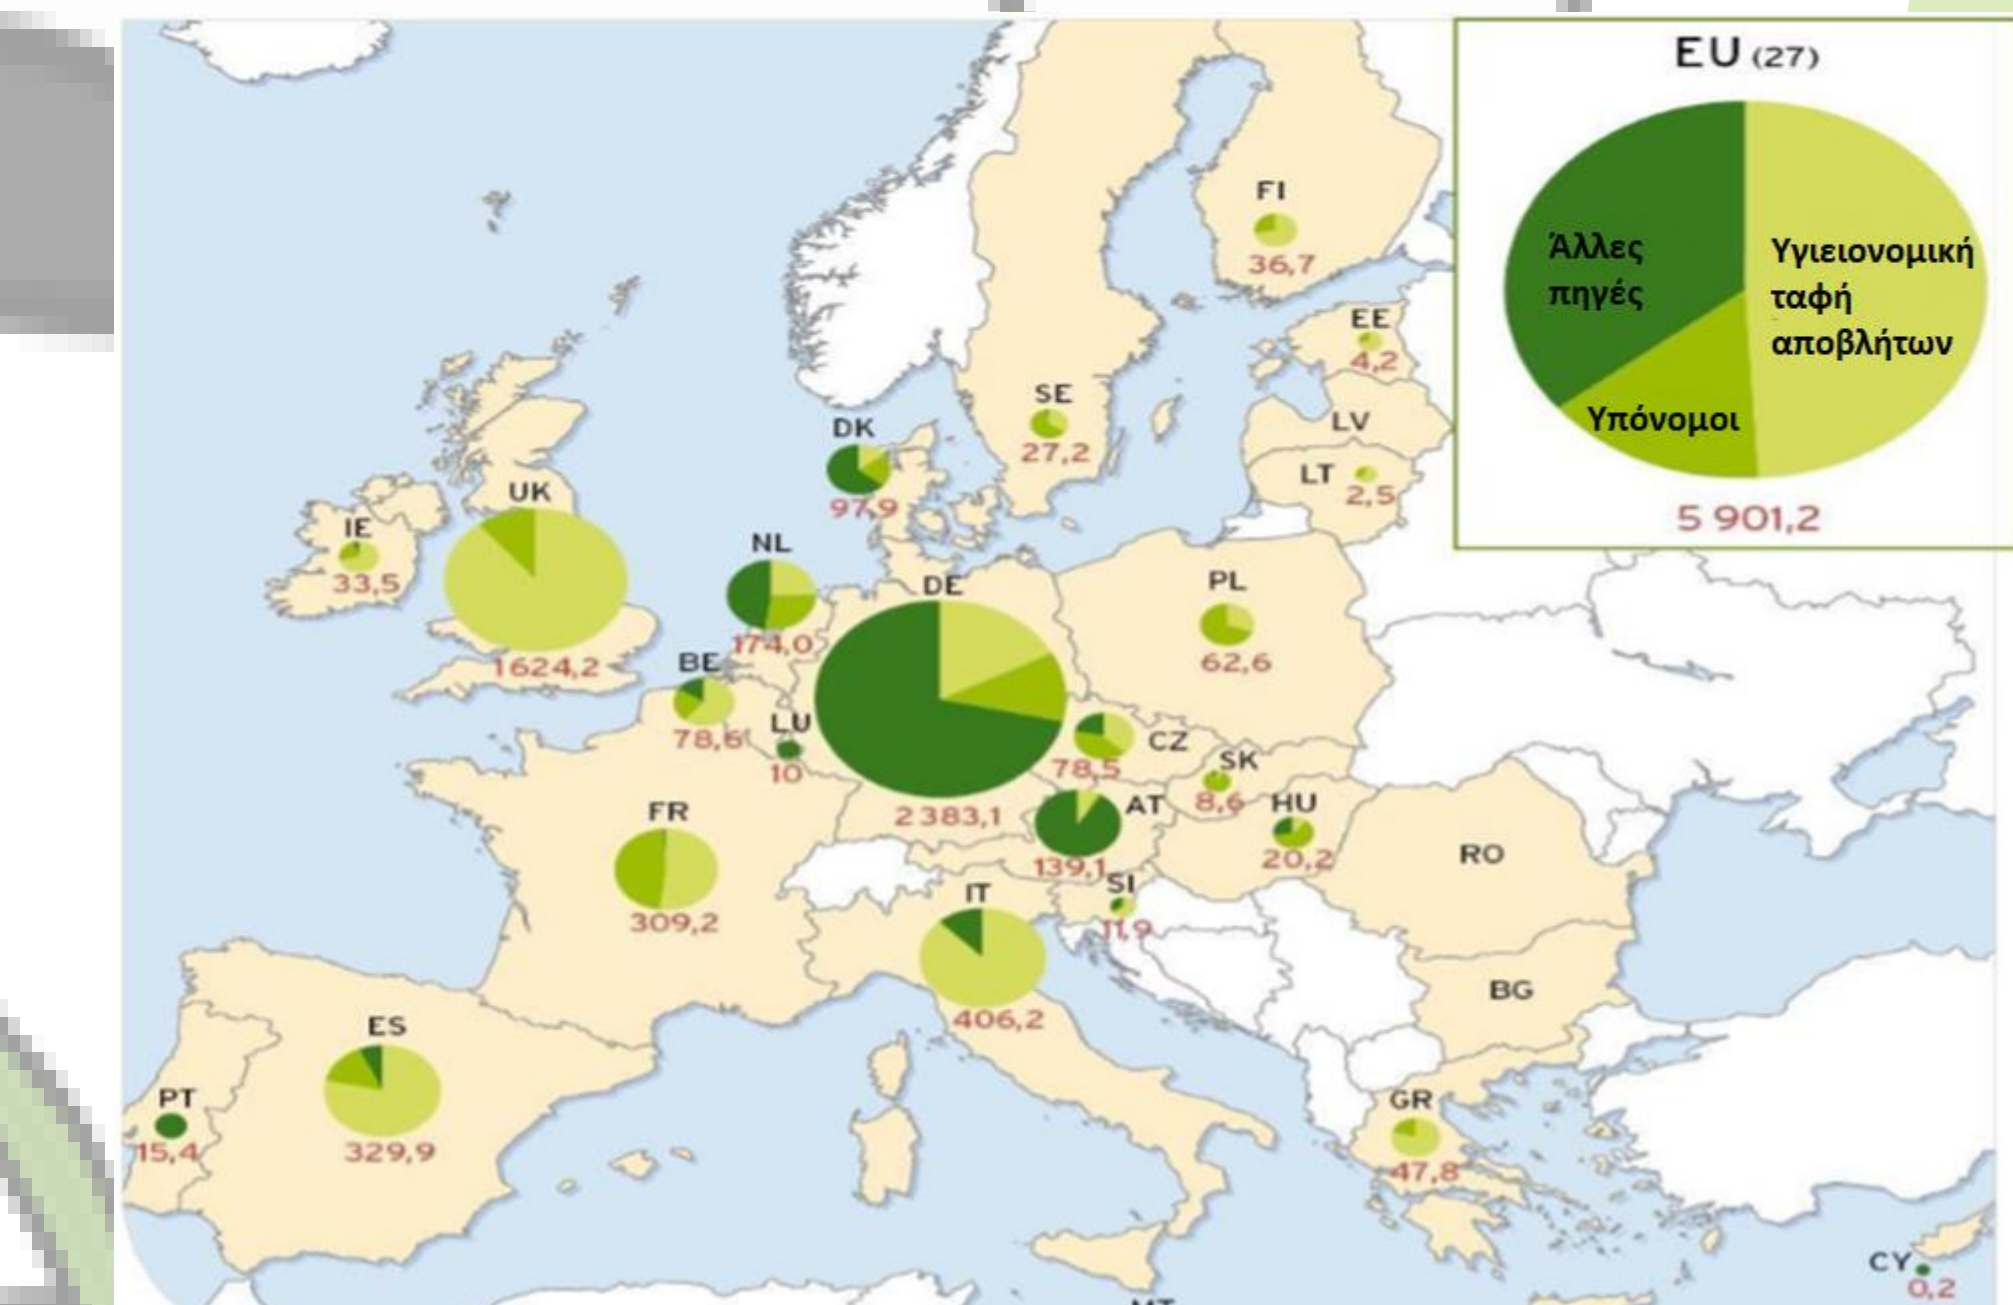 EU (27)
Άλλες
πηγές
Υγιειονομική
ταφή
αποβλήτων
Υπόνομοι
5 901,2
FI
36,7
EE
4,2
SE
27,2
LV
DK
97,9
LT
2,5
UK
1624,2
IE
33,5
NL
174,0
DE
2 383,1
PL
62,6
BE
78,6
LU
10
CZ
78,5
SK
8,6
AT
139,1
HU
20,2
FR
309,2
RO
SI
11,9
IT
406,2
BG
ES
329,9
PT
15,4
GR
47,8
CY
0,2